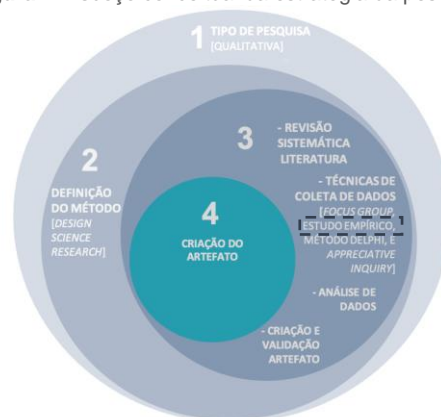 1 TIPO DE PESQUISA
[QUALITATIVA]
2
DEFINIÇÃO
DO MÉTODO
[DESIGN
SCIENCE
RESEARCH]
3
- REVISÃO
SISTEMÁTICA
LITERATURA
- TÉCNICAS DE
COLETA DE DADOS
[FOCUS GROUP,
ESTUDO EMPÍRICO,
MÉTODO DELPHI, E
APPRECIATIVE
INQUIRY]
- ANÁLISE DE
DADOS
- CRIAÇÃO E
VALIDAÇÃO
ARTEFATO
4
CRIAÇÃO DO
ARTEFATO